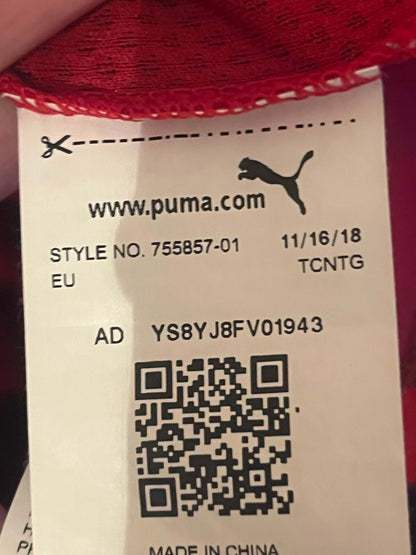 www.puma.com
STYLE NO. 755857-01 11/16/18
EU TCNTG
AD YS8YJ8FV01943
MADE IN CHINA